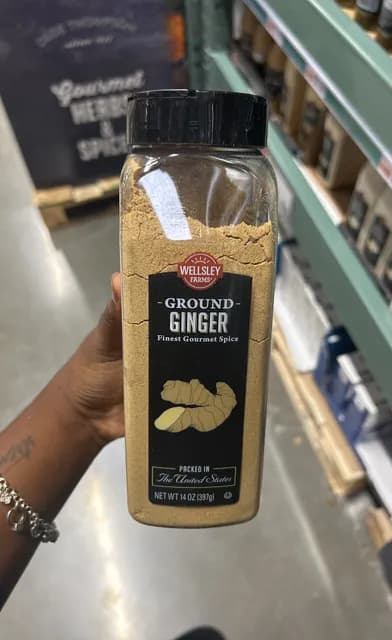 Gourmet
HERBS
&
SPICE
WELLSLEY
FARMS
GROUND
GINGER
Finest Gourmet Spice
PACKED IN
The United States
NET WT 14 OZ (397g)